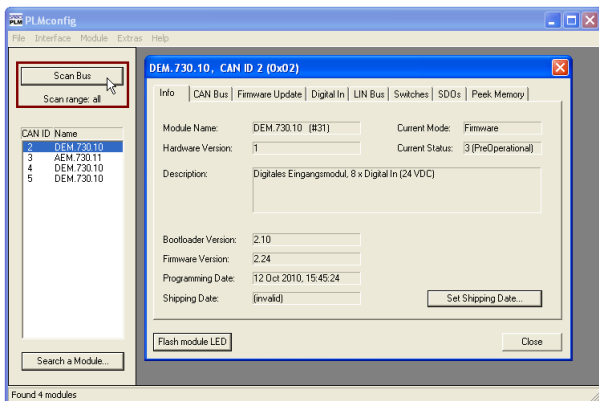 PLMconfig
File Interface Module Extras Help
Scan Bus
Scan range: all
CAN ID Name
2 DEM.730.10
3 AEM.730.11
4 DEM.730.10
5 DEM.730.10
Search a Module...
Found 4 modules
DEM.730.10, CAN ID 2 (0x02)
Info CAN Bus Firmware Update Digital In LIN Bus Switches SDOs Peek Memory
Module Name: DEM.730.10 (#31) Current Mode: Firmware
Hardware Version: 1 Current Status: 3 (PreOperational)
Description: Digitales Eingangsmodul, 8 x Digital In (24 VDC)
Bootloader Version: 2.10
Firmware Version: 2.24
Programming Date: 12 Oct 2010, 15:45:24
Shipping Date: (invalid) Set Shipping Date...
Flash module LED Close